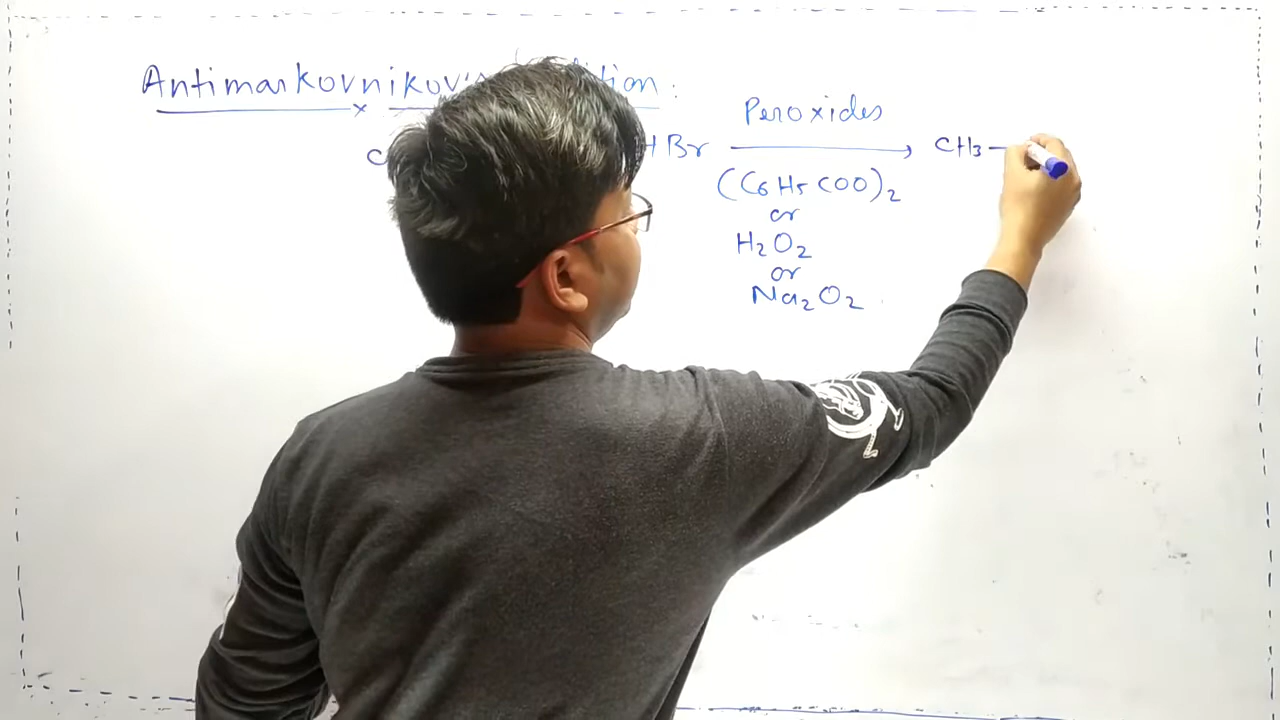 Antimarkovnikov's
Peroxides
HBr → CH3 –
(C6H5COO)2
or
H2O2
or
Na2O2